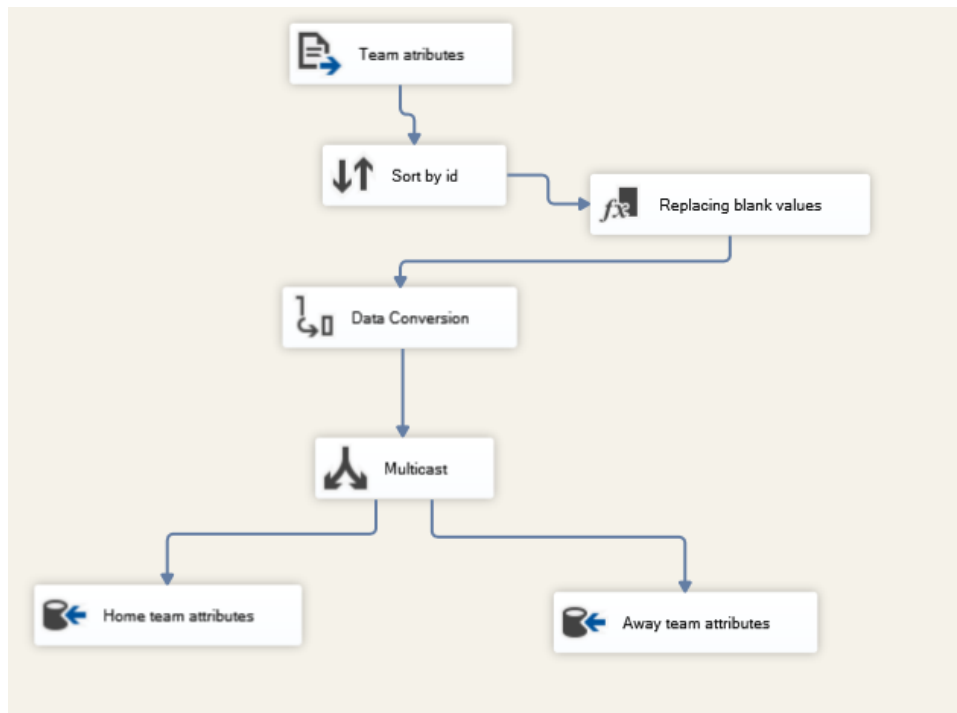 Team atributes
Sort by id
Replacing blank values
Data Conversion
Multicast
Home team attributes
Away team attributes